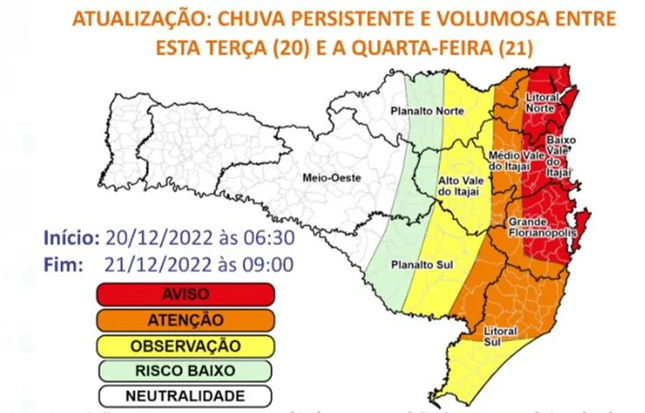 ATUALIZAÇÃO: CHUVA PERSISTENTE E VOLUMOSA ENTRE
ESTA TERÇA (20) E A QUARTA-FEIRA (21)
Litoral
Norte
Planalto Norte
Baixo
Vale
do
Itajaí
Médio Vale
do Itajaí
Meio-Oeste
Alto Vale
do Itajaí
Grande
Florianópolis
Planalto Sul
Litoral
Sul
Início: 20/12/2022 às 06:30
Fim: 21/12/2022 às 09:00
AVISO
ATENÇÃO
OBSERVAÇÃO
RISCO BAIXO
NEUTRALIDADE